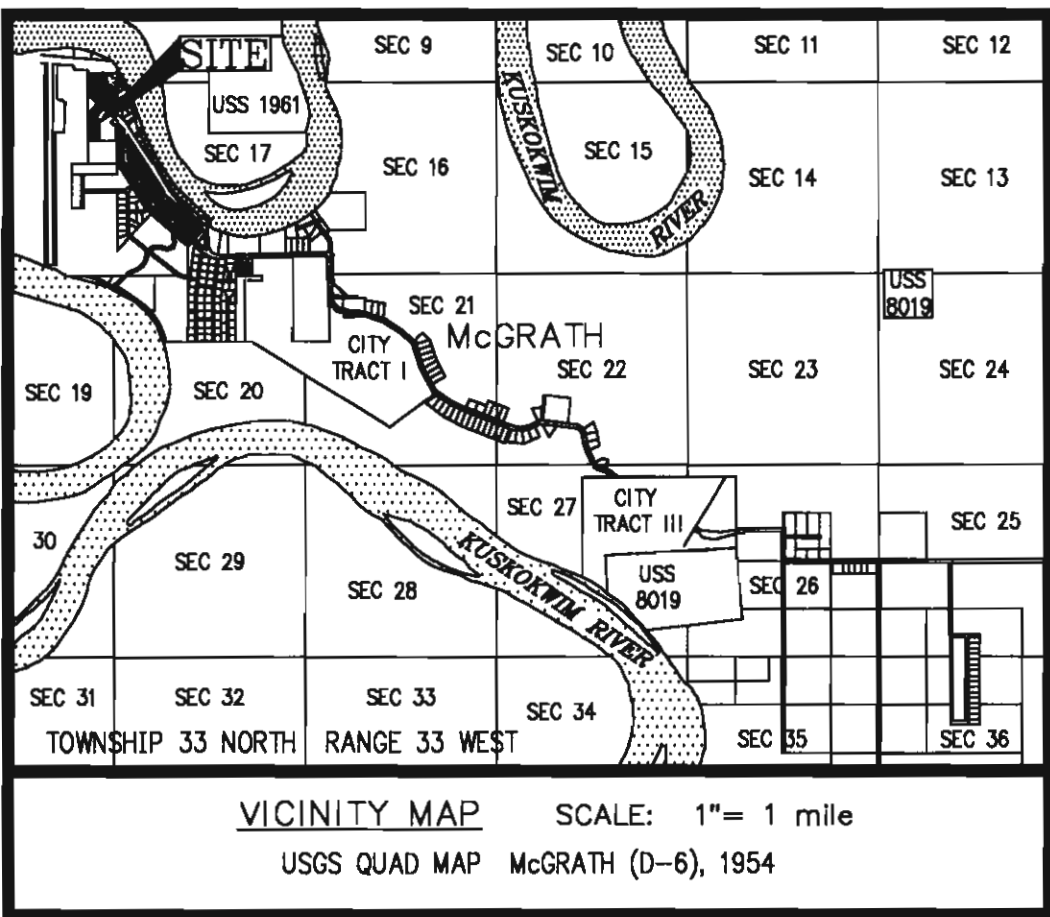 SITE
SEC 9
SEC 10
SEC 11
SEC 12
USS 1961
KUSKOKWIM
RIVER
SEC 17
SEC 16
SEC 15
SEC 14
SEC 13
USS
8019
SEC 21
McGRATH
CITY
TRACT I
SEC 22
SEC 23
SEC 24
SEC 19
SEC 20
SEC 27
CITY
TRACT III
SEC 25
30
SEC 29
SEC 28
KUSKOKWIM RIVER
USS
8019
SEC 26
SEC 31
SEC 32
SEC 33
SEC 34
SEC 35
SEC 36
TOWNSHIP 33 NORTH RANGE 33 WEST
VICINITY MAP SCALE: 1"= 1 mile
USGS QUAD MAP McGRATH (D-6), 1954